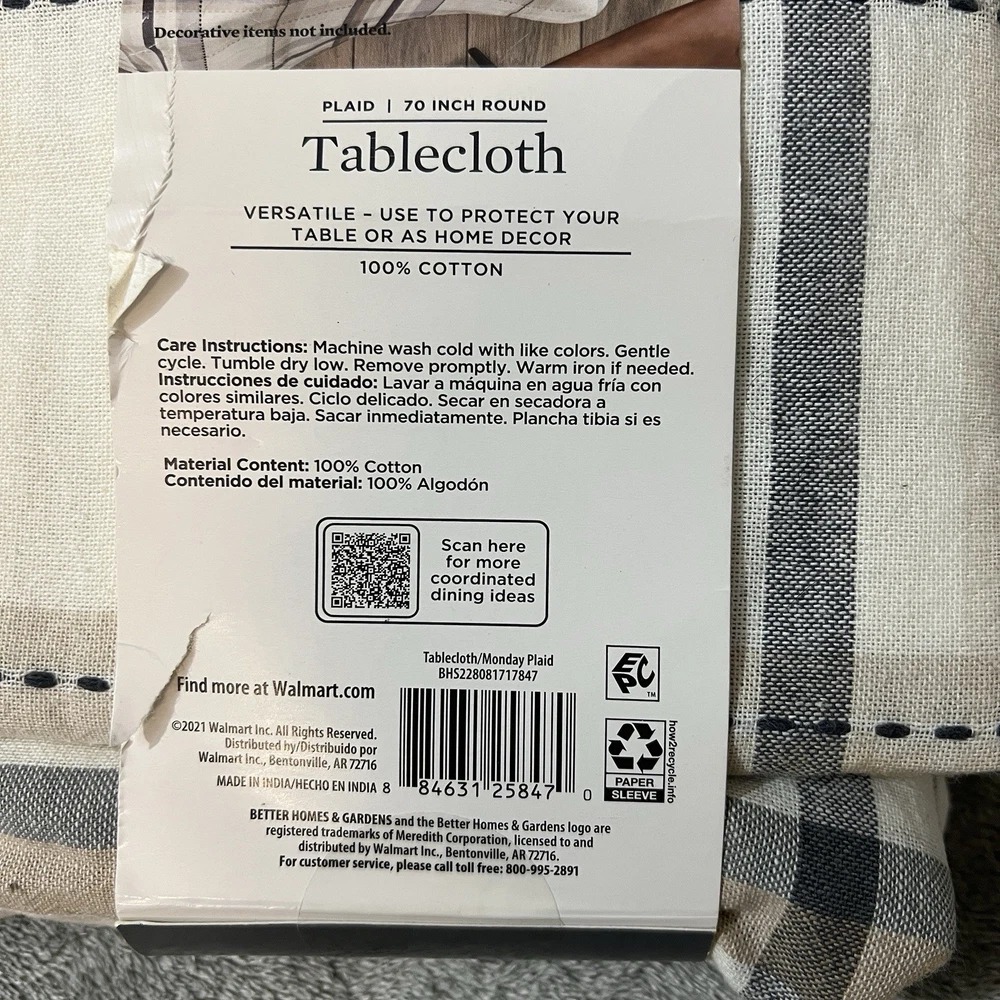 Decorative items not included.
PLAID | 70 INCH ROUND
Tablecloth
VERSATILE – USE TO PROTECT YOUR
TABLE OR AS HOME DECOR
100% COTTON
Care Instructions: Machine wash cold with like colors. Gentle
cycle. Tumble dry low. Remove promptly. Warm iron if needed.
Instrucciones de cuidado: Lavar a máquina en agua fría con
colores similares. Ciclo delicado. Secar en secadora a
temperatura baja. Sacar inmediatamente. Plancha tibia si es
necesario.
Material Content: 100% Cotton
Contenido del material: 100% Algodón
Scan here
for more
coordinated
dining ideas
Tablecloth/Monday Plaid
BHS228081717847
Find more at Walmart.com
©2021 Walmart Inc. All Rights Reserved.
Distributed by/Distribuido por
Walmart Inc., Bentonville, AR 72716
MADE IN INDIA/HECHO EN INDIA
8 84631 25847 0
EPC TM
how2recycle.info
PAPER
SLEEVE
BETTER HOMES & GARDENS and the Better Homes & Gardens logo are
registered trademarks of Meredith Corporation, licensed to and
distributed by Walmart Inc., Bentonville, AR 72716.
For customer service, please call toll free: 800-995-2891